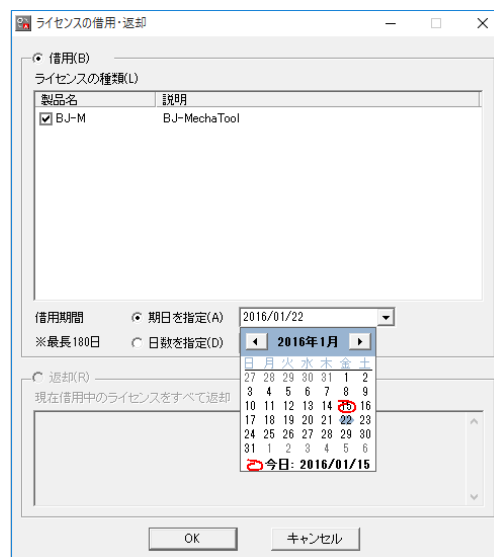 ライセンスの借用・返却
借用(B)
ライセンスの種類(L)
製品名 説明
BJ-M BJ-MechaTool
借用期間 期日を指定(A) 2016/01/22
※最長180日 日数を指定(D)
2016年1月
日 月 火 水 木 金 土
27 28 29 30 31 1 2
3 4 5 6 7 8 9
10 11 12 13 14 15 16
17 18 19 20 21 22 23
24 25 26 27 28 29 30
31 1 2 3 4 5 6
今日: 2016/01/15
返却(R)
現在借用中のライセンスをすべて返却
OK キャンセル